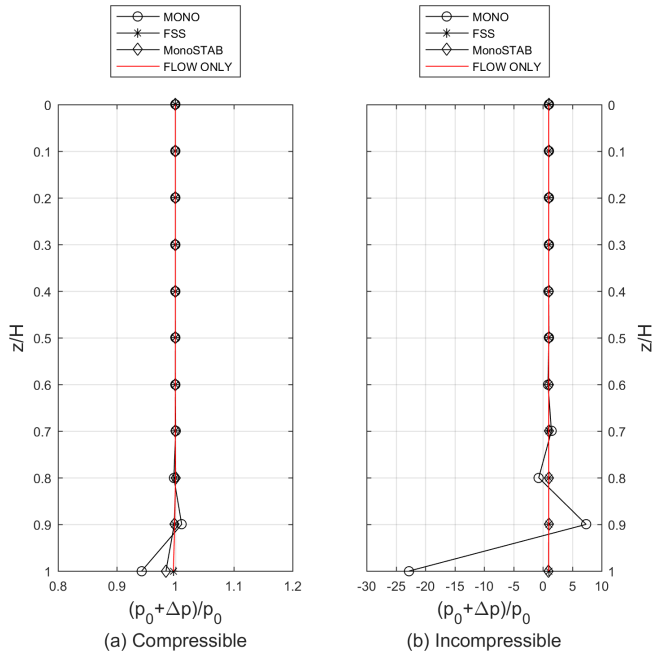 MONO
FSS
MonoSTAB
FLOW ONLY
0
0.1
0.2
0.3
0.4
0.5
0.6
0.7
0.8
0.9
1
z/H
0.8 0.9 1 1.1 1.2
(p0+Δp)/p0
(a) Compressible
MONO
FSS
MonoSTAB
FLOW ONLY
0
0.1
0.2
0.3
0.4
0.5
0.6
0.7
0.8
0.9
1
z/H
-30 -25 -20 -15 -10 -5 0 5 10
(p0+Δp)/p0
(b) Incompressible